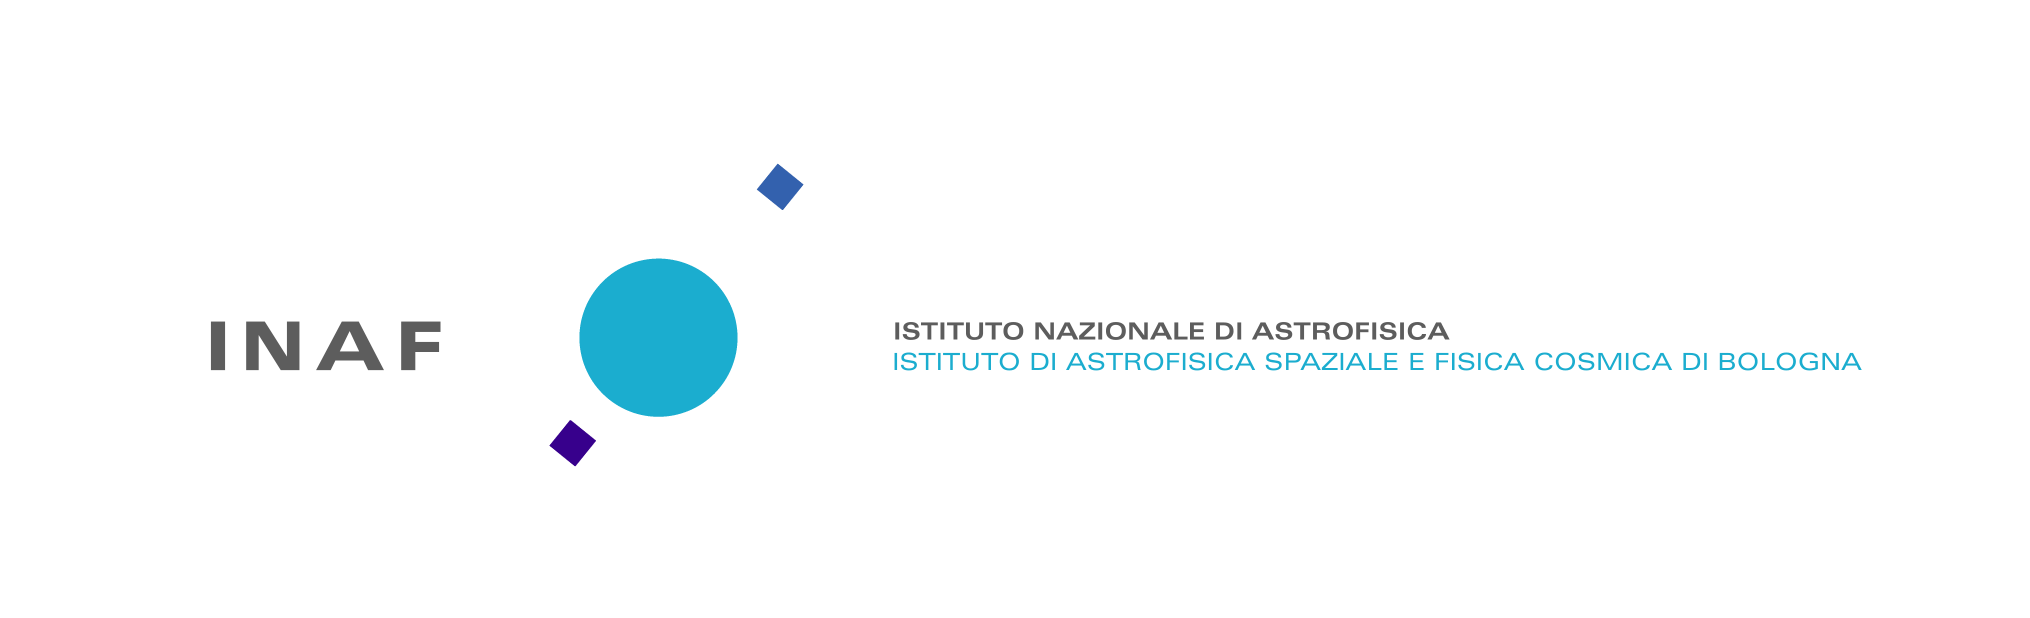 INAF
ISTITUTO NAZIONALE DI ASTROFISICA
ISTITUTO DI ASTROFISICA SPAZIALE E FISICA COSMICA DI BOLOGNA